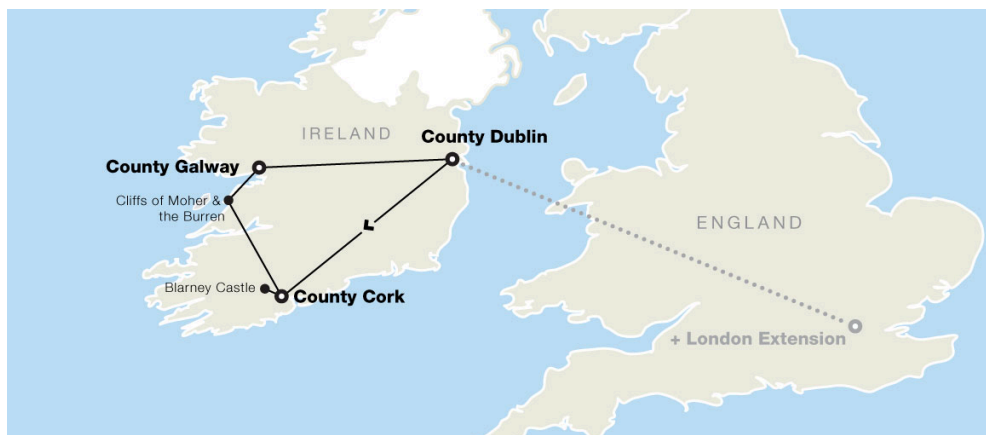 IRELAND
County Dublin
County Galway
Cliffs of Moher &
the Burren
ENGLAND
Blarney Castle
County Cork
+ London Extension